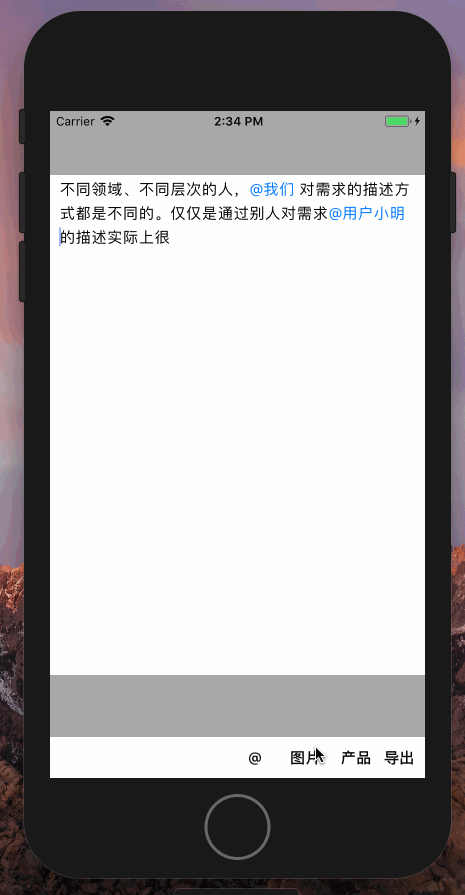 Carrier 2:34 PM
不同领域、不同层次的人，@我们 对需求的描述方
式都是不同的。仅仅是通过别人对需求@用户小明
的描述实际上很
@ 图片 产品 导出